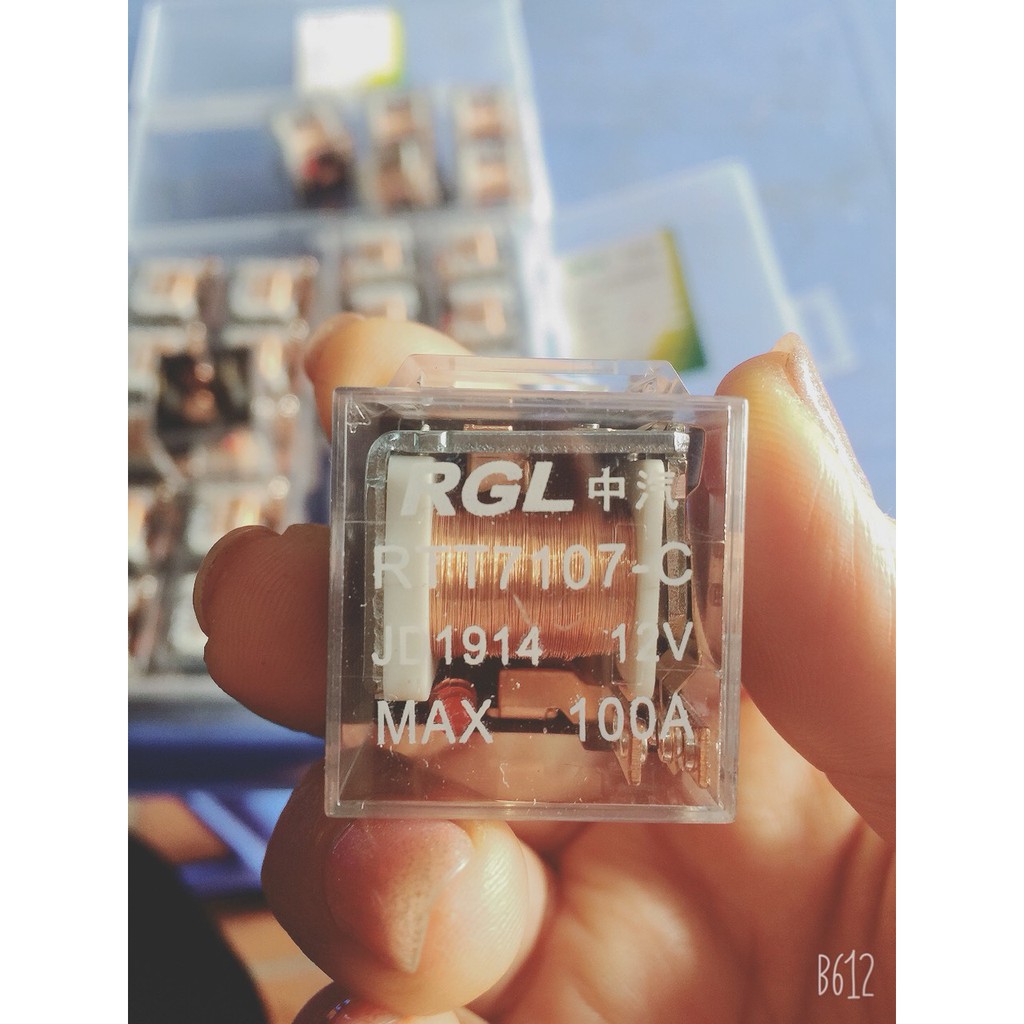 RGL 中汽
RTT7107-C
JD1914 12V
MAX 100A
B612